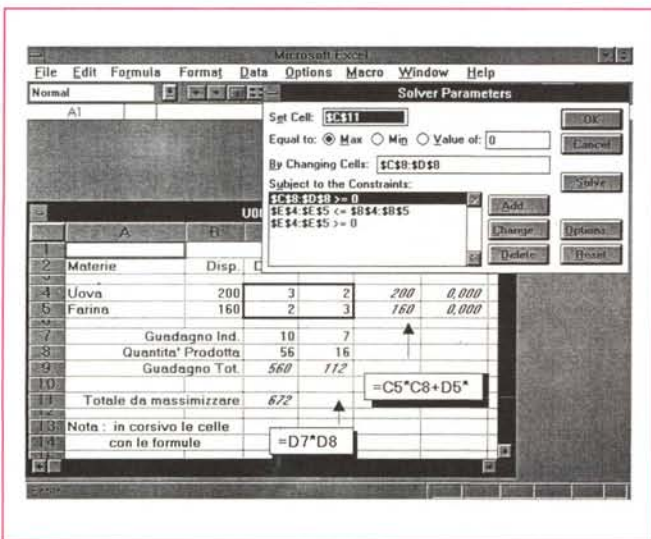 Microsoft Excel
File Edit Formula Format Data Options Macro Window Help
Normal
A1
Solver Parameters
Set Cell: $C$11
OK
Equal to: Max Min Value of: 0
Cancel
By Changing Cells: $C$8:$D$8
Solve
Subject to the Constraints:
$C$8:$D$8 >= 0
$E$4:$E$5 <= $B$4:$B$5
$E$4:$E$5 >= 0
Add...
Change...
Options...
Delete
Reset
A B
1
2 Materie Disp.
4 Uova 200 3 2 200 0,000
5 Farina 160 2 3 160 0,000
6
7 Guadagno Ind. 10 7
8 Quantita' Prodotta 56 16
9 Guadagno Tot. 560 112
=C5*C8+D5*
10
11 Totale da massimizzare 672
12
13 Nota : in corsivo le celle
14 con le formule
=D7*D8